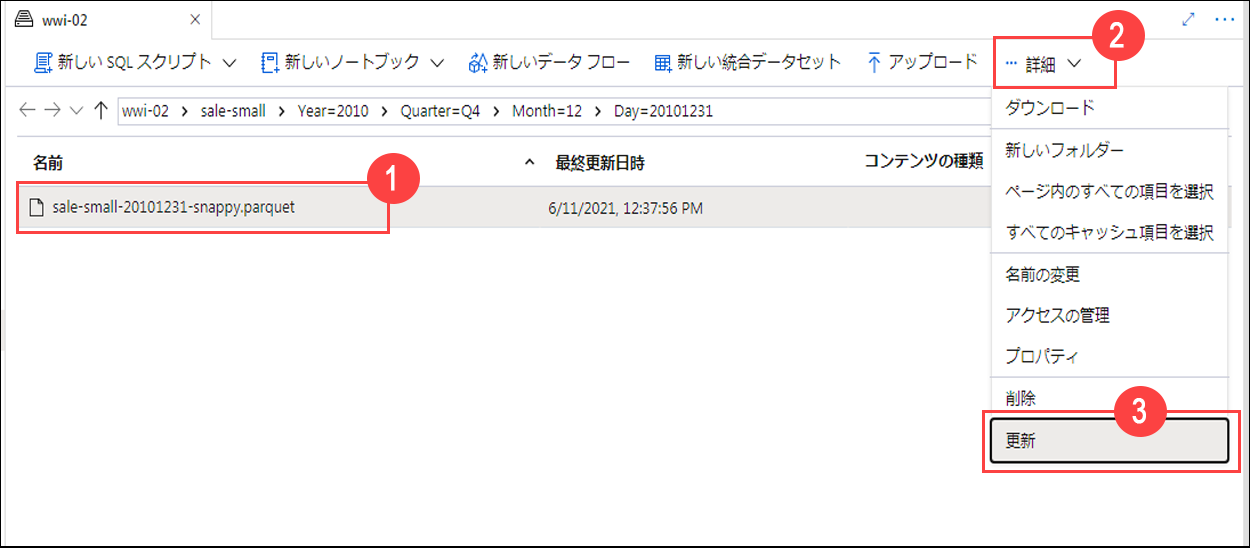 wwi-02
新しい SQL スクリプト 新しいノートブック 新しいデータ フロー 新しい統合データセット アップロード ··· 詳細 2
wwi-02 > sale-small > Year=2010 > Quarter=Q4 > Month=12 > Day=20101231
名前 最終更新日時 コンテンツの種類
1
sale-small-20101231-snappy.parquet 6/11/2021, 12:37:56 PM
ダウンロード
新しいフォルダー
ページ内のすべての項目を選択
すべてのキャッシュ項目を選択
名前の変更
アクセスの管理
プロパティ
削除
3
更新